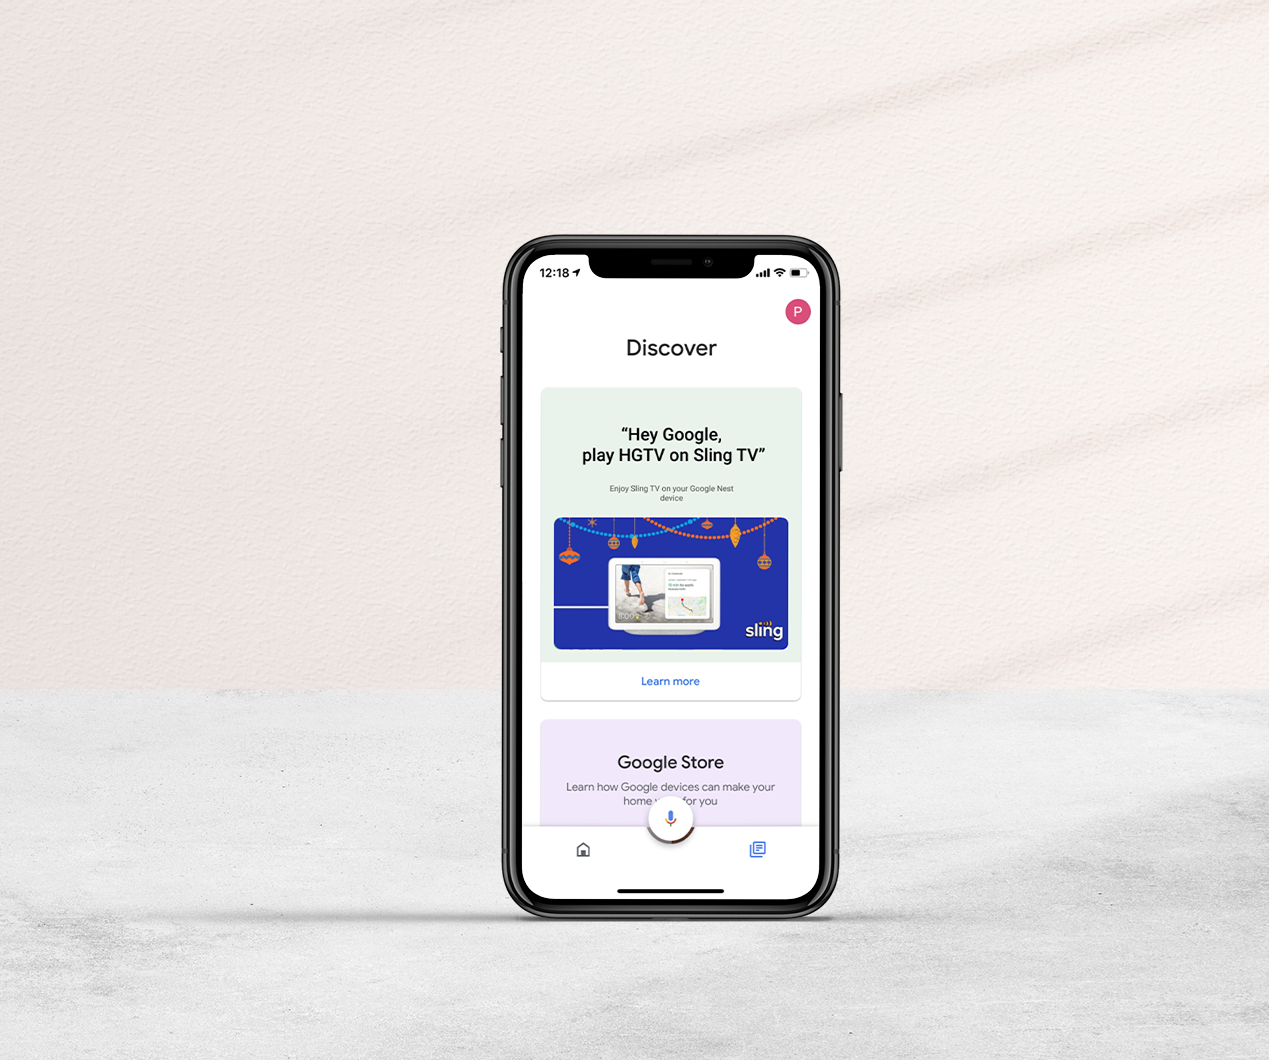 12:18
P
Discover
“Hey Google,
play HGTV on Sling TV”
Enjoy Sling TV on your Google Nest
device
sling
Learn more
Google Store
Learn how Google devices can make your
home for you